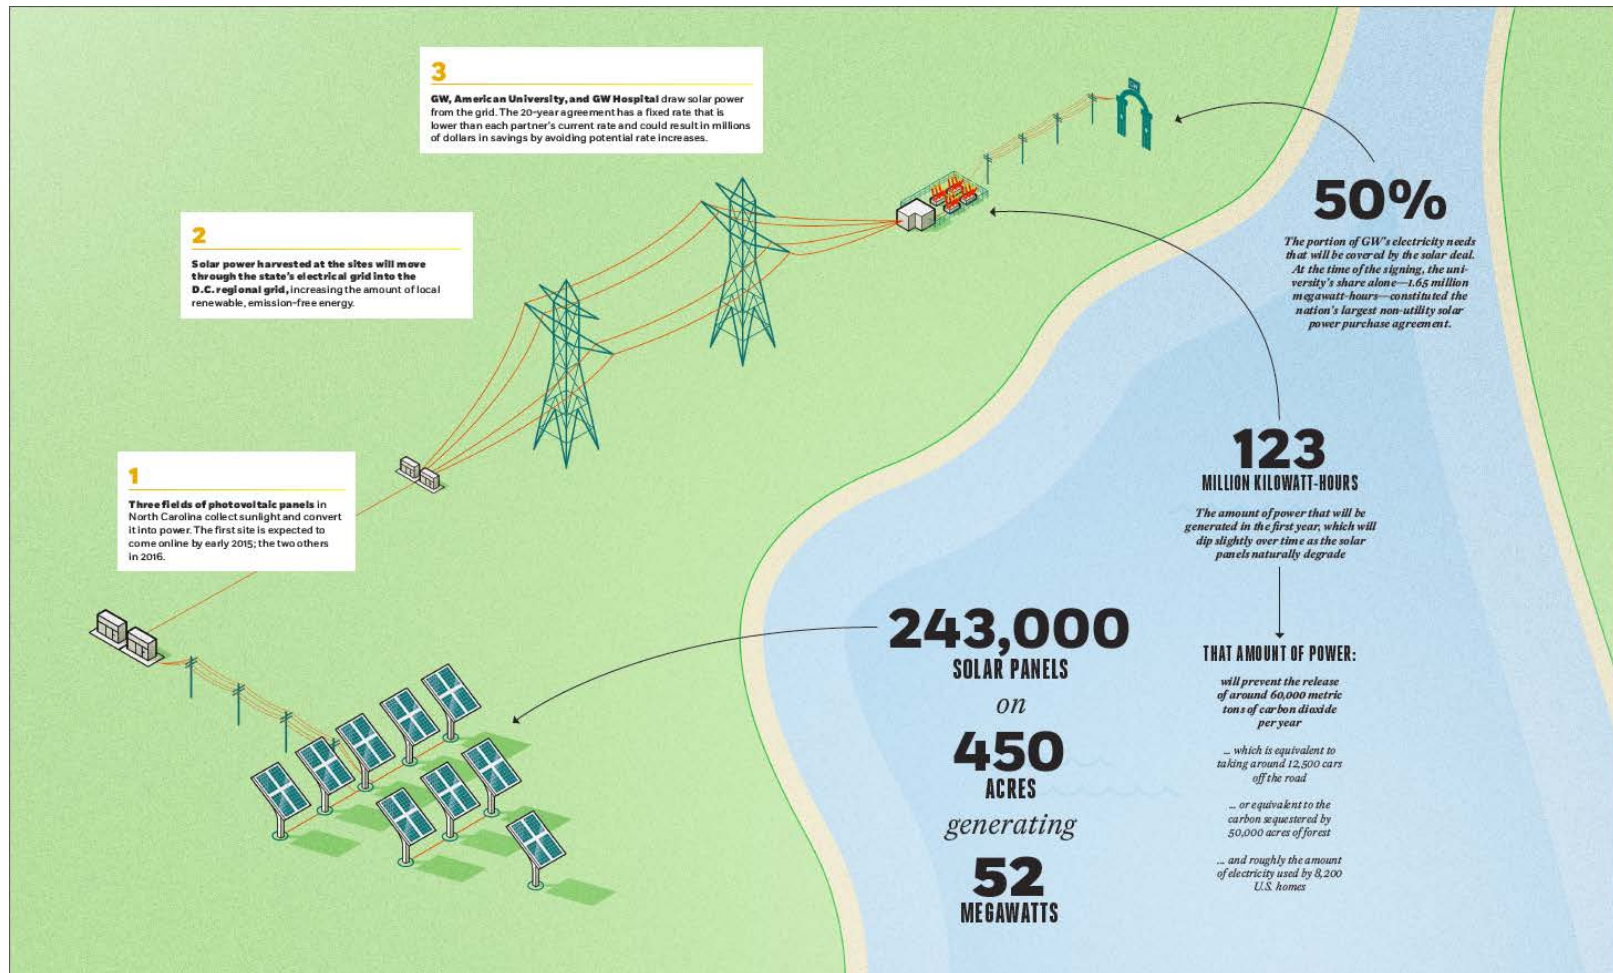 3
GW, American University, and GW Hospital draw solar power
from the grid. The 20-year agreement has a fixed rate that is
lower than each partner's current rate and could result in millions
of dollars in savings by avoiding potential rate increases.
2
Solar power harvested at the sites will move
through the state's electrical grid into the
D.C. regional grid, increasing the amount of local
renewable, emission-free energy.
1
Three fields of photovoltaic panels in
North Carolina collect sunlight and convert
it into power. The first site is expected to
come online by early 2015; the two others
in 2016.
50%
The portion of GW's electricity needs
that will be covered by the solar deal.
At the time of the signing, the uni-
versity's share alone—1.65 million
megawatt-hours—constituted the
nation's largest non-utility solar
power purchase agreement.
123
MILLION KILOWATT-HOURS
The amount of power that will be
generated in the first year, which will
dip slightly over time as the solar
panels naturally degrade
243,000
SOLAR PANELS
on
450
ACRES
generating
52
MEGAWATTS
THAT AMOUNT OF POWER:
will prevent the release
of around 60,000 metric
tons of carbon dioxide
per year
... which is equivalent to
taking around 12,500 cars
off the road
... or equivalent to the
carbon sequestered by
50,000 acres of forest
... and roughly the amount
of electricity used by 8,200
U.S. homes